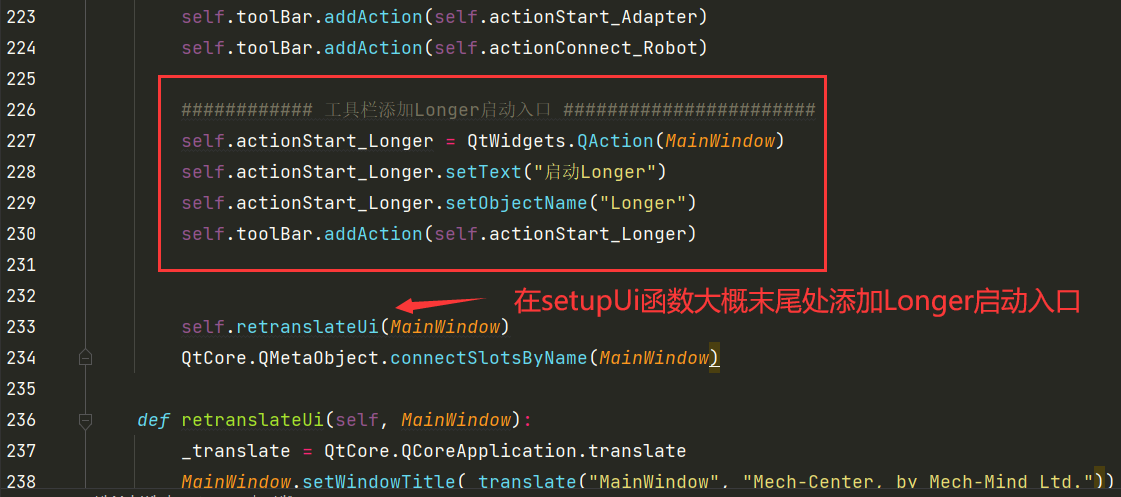 223 self.toolBar.addAction(self.actionStart_Adapter)
224 self.toolBar.addAction(self.actionConnect_Robot)
225
226 ############ 工具栏添加Longer启动入口 #######################
227 self.actionStart_Longer = QtWidgets.QAction(MainWindow)
228 self.actionStart_Longer.setText("启动Longer")
229 self.actionStart_Longer.setObjectName("Longer")
230 self.toolBar.addAction(self.actionStart_Longer)
231
232
在setupUi函数大概末尾处添加Longer启动入口
233 self.retranslateUi(MainWindow)
234 QtCore.QMetaObject.connectSlotsByName(MainWindow)
235
236 def retranslateUi(self, MainWindow):
237 _translate = QtCore.QCoreApplication.translate
238 MainWindow.setWindowTitle(_translate("MainWindow", "Mech-Center, by Mech-Mind Ltd."))